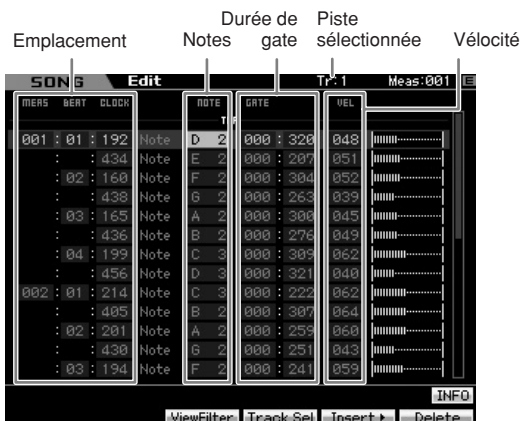 Durée de gate
Piste sélectionnée
Emplacement
Notes
Vélocité
SONG Edit Tr:1 Meas:001 E
MEAS BEAT CLOCK NOTE GATE VEL
001 : 01 : 192 Note D 2 000 : 320 048
: : 434 Note E 2 000 : 207 051
: 02 : 160 Note F 2 000 : 304 052
: : 438 Note G 2 000 : 263 039
: 03 : 165 Note A 2 000 : 300 045
: : 436 Note B 2 000 : 276 049
: 04 : 199 Note C 3 000 : 309 062
: : 456 Note D 3 000 : 321 040
002 : 01 : 214 Note C 3 000 : 222 062
: : 405 Note B 2 000 : 307 064
: 02 : 201 Note A 2 000 : 259 060
: : 430 Note G 2 000 : 251 043
: 03 : 194 Note F 2 000 : 241 059
INFO
ViewFilter Track Sel Insert Delete